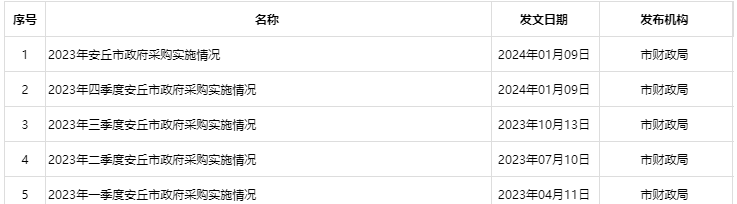 序号 名称 发文日期 发布机构
1 2023年安丘市政府采购实施情况 2024年01月09日 市财政局
2 2023年四季度安丘市政府采购实施情况 2024年01月09日 市财政局
3 2023年三季度安丘市政府采购实施情况 2023年10月13日 市财政局
4 2023年二季度安丘市政府采购实施情况 2023年07月10日 市财政局
5 2023年一季度安丘市政府采购实施情况 2023年04月11日 市财政局